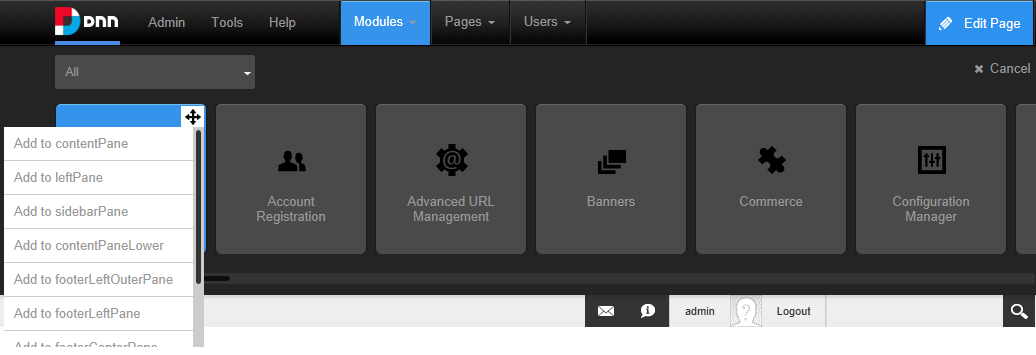 DNN Admin Tools Help Modules Pages Users Edit Page
All
Cancel
Add to contentPane
Add to leftPane
Add to sidebarPane
Add to contentPaneLower
Add to footerLeftOuterPane
Add to footerLeftPane
Add to footerCenterPane
Account
Registration
Advanced URL
Management
Banners
Commerce
Configuration
Manager
admin
Logout